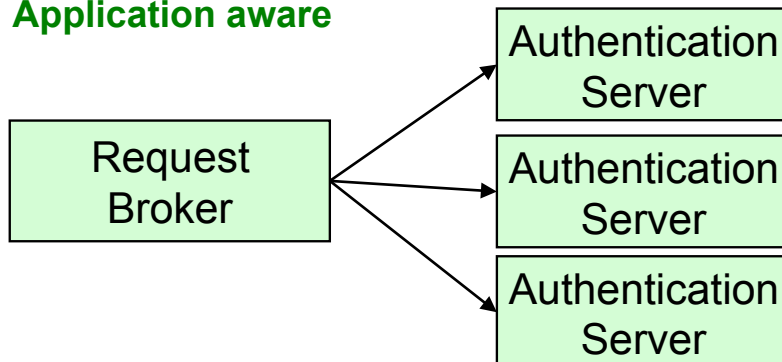 Application aware
Authentication
Server
Request
Broker
Authentication
Server
Authentication
Server